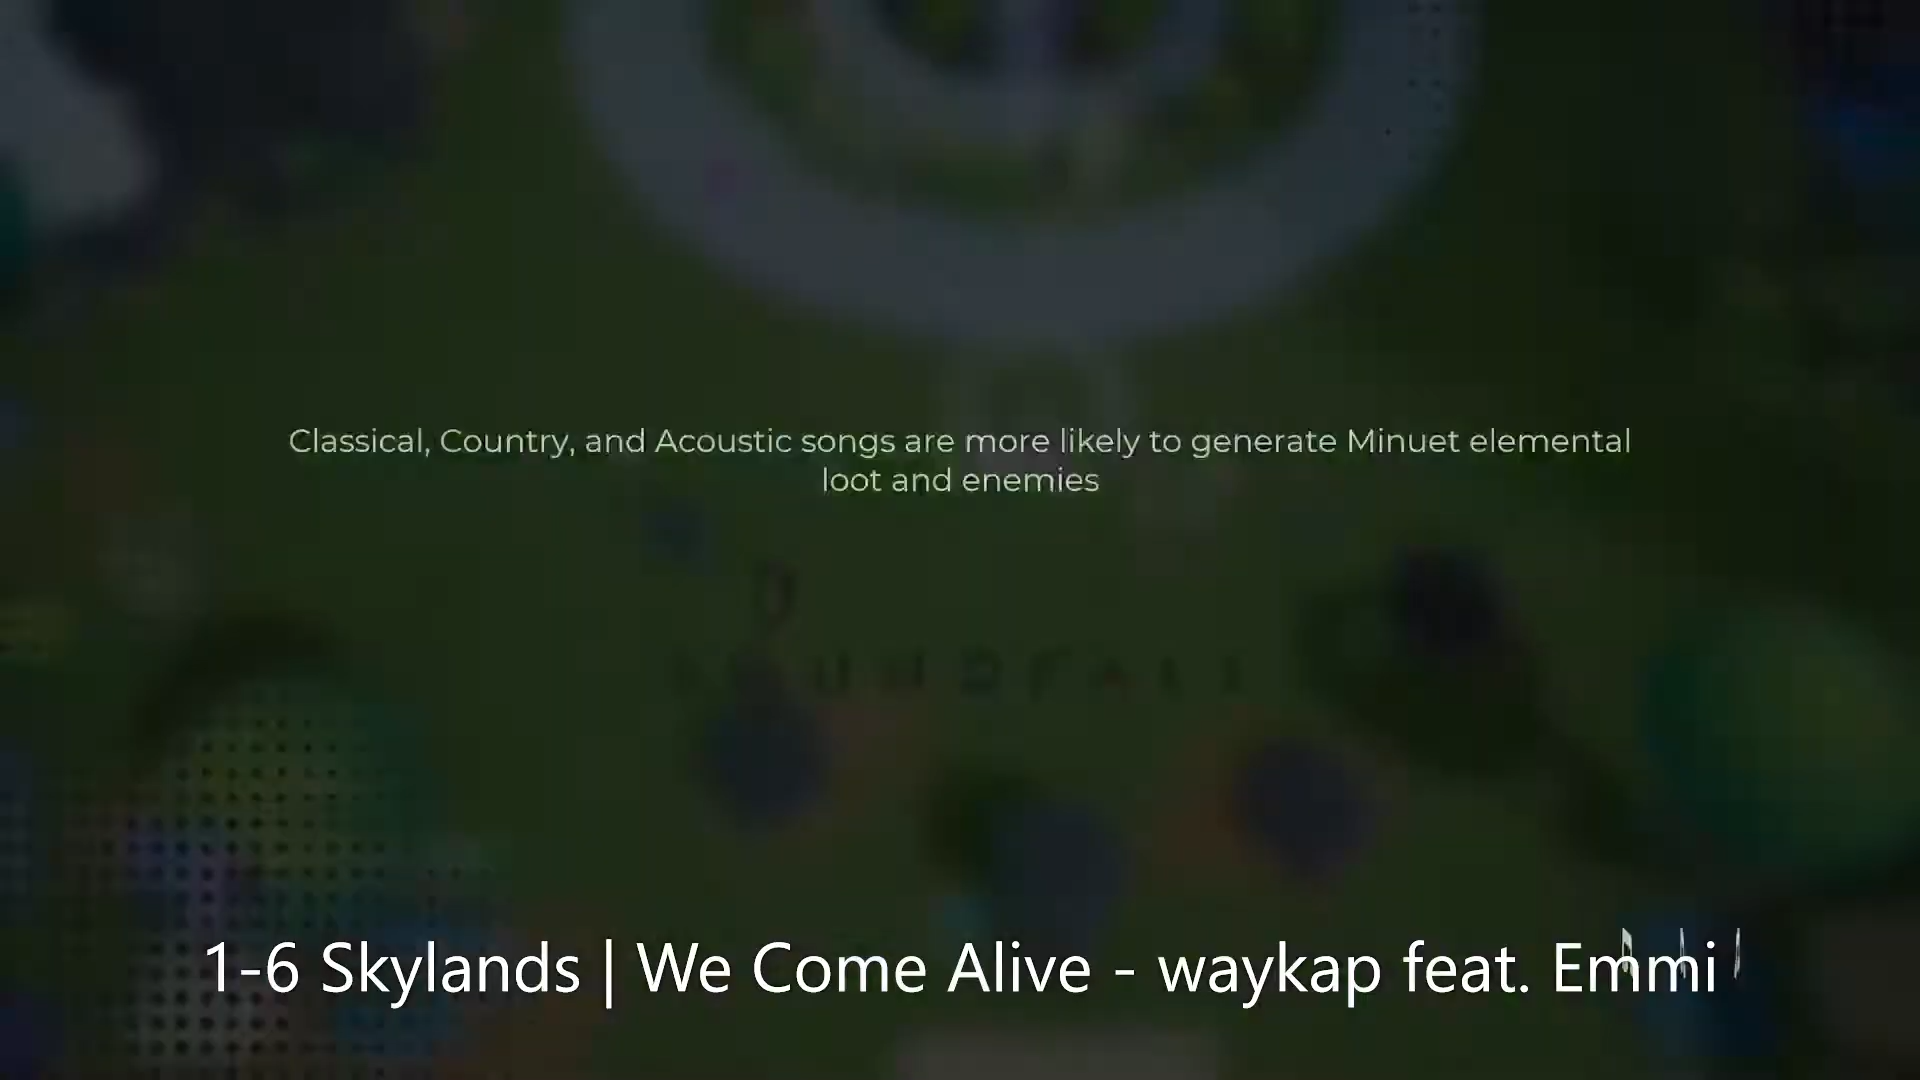 Classical, Country, and Acoustic songs are more likely to generate Minuet elemental
loot and enemies
SOUNDFALL
1-6 Skylands | We Come Alive - waykap feat. Emmi